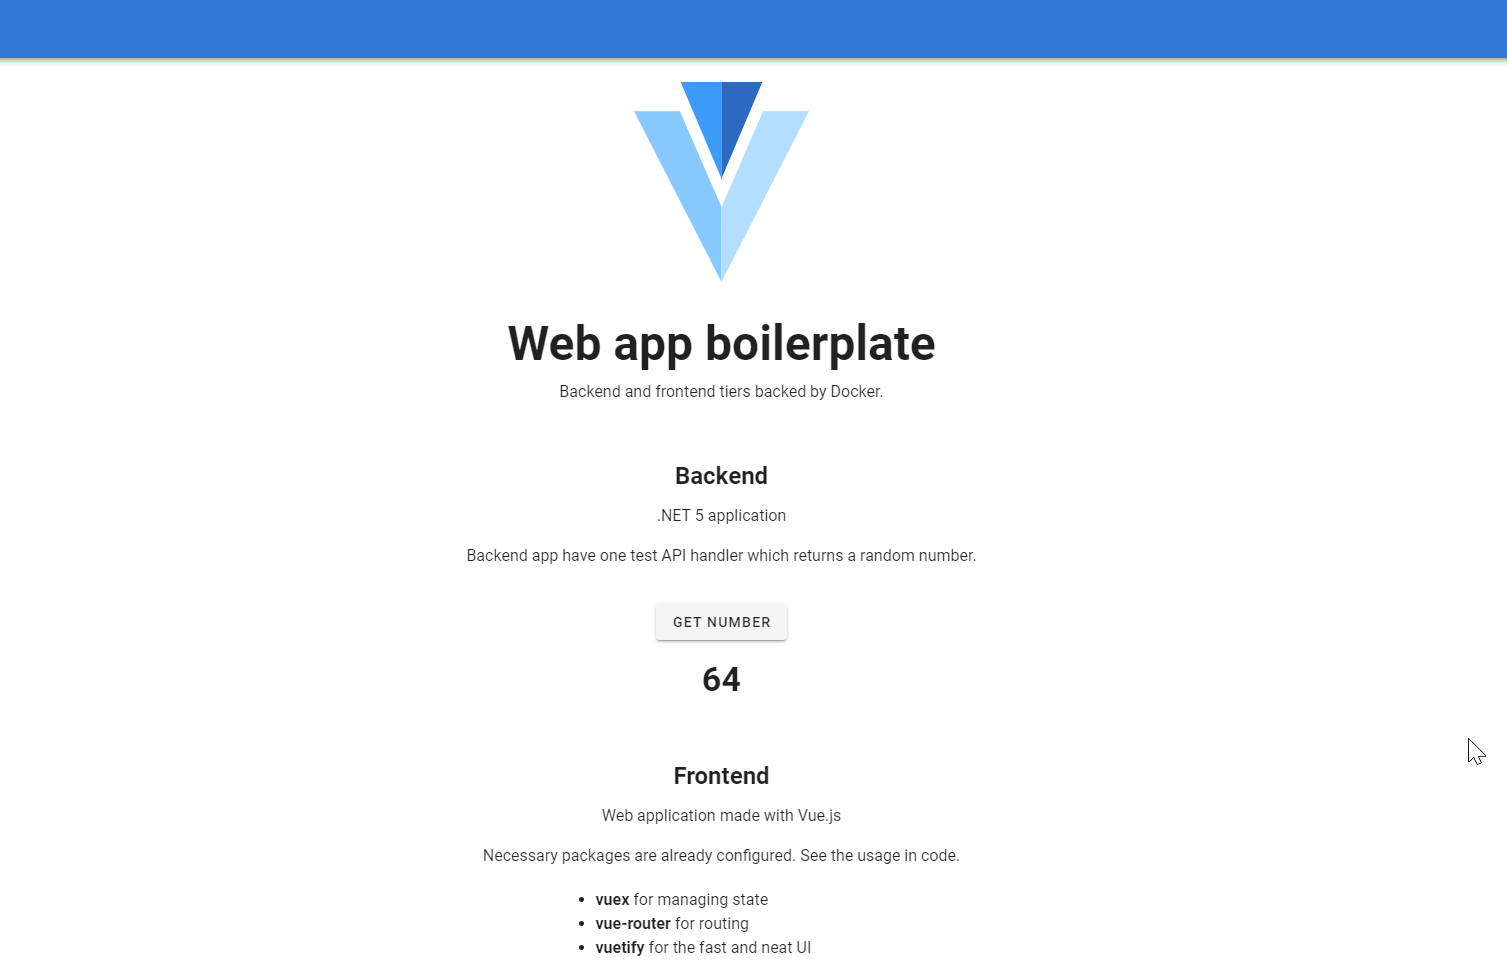 Web app boilerplate
Backend and frontend tiers backed by Docker.
Backend
.NET 5 application
Backend app have one test API handler which returns a random number.
GET NUMBER
64
Frontend
Web application made with Vue.js
Necessary packages are already configured. See the usage in code.
• vuex for managing state
• vue-router for routing
• vuetify for the fast and neat UI